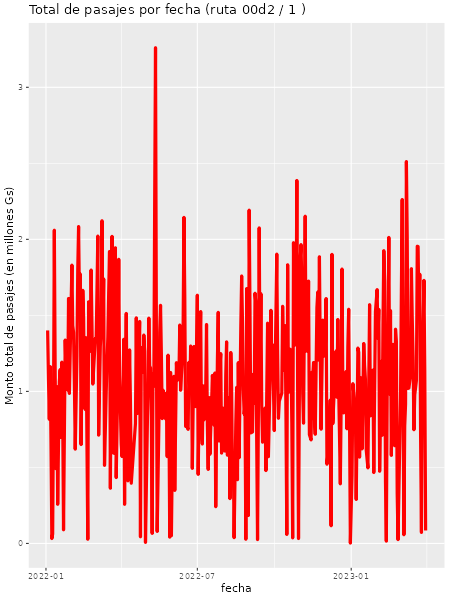 Total de pasajes por fecha (ruta 00d2 / 1 )
Monto total de pasajes (en millones Gs)
3
2
1
0
2022-01 2022-07 2023-01
fecha